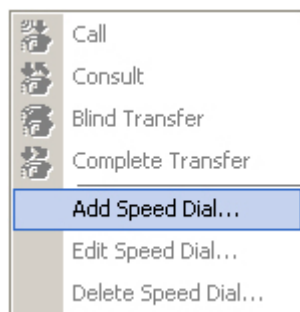 Call
Consult
Blind Transfer
Complete Transfer
Add Speed Dial...
Edit Speed Dial...
Delete Speed Dial...